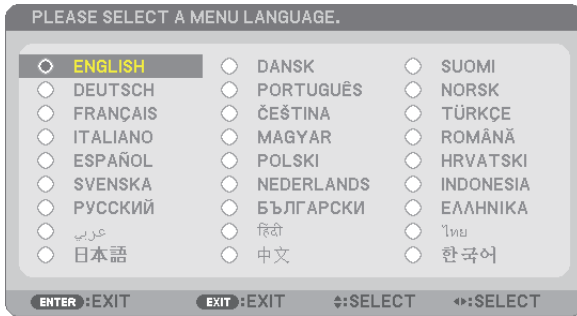 PLEASE SELECT A MENU LANGUAGE.
ENGLISH DANSK SUOMI
DEUTSCH PORTUGUÊS NORSK
FRANÇAIS ČEŠTINA TÜRKÇE
ITALIANO MAGYAR ROMÂNĂ
ESPAÑOL POLSKI HRVATSKI
SVENSKA NEDERLANDS INDONESIA
РУССКИЙ БЪЛГАРСКИ ΕΛΛΗΝΙΚΑ
عربي हिंदी ไทย
日本語 中文 한국어
ENTER:EXIT EXIT:EXIT :SELECT :SELECT